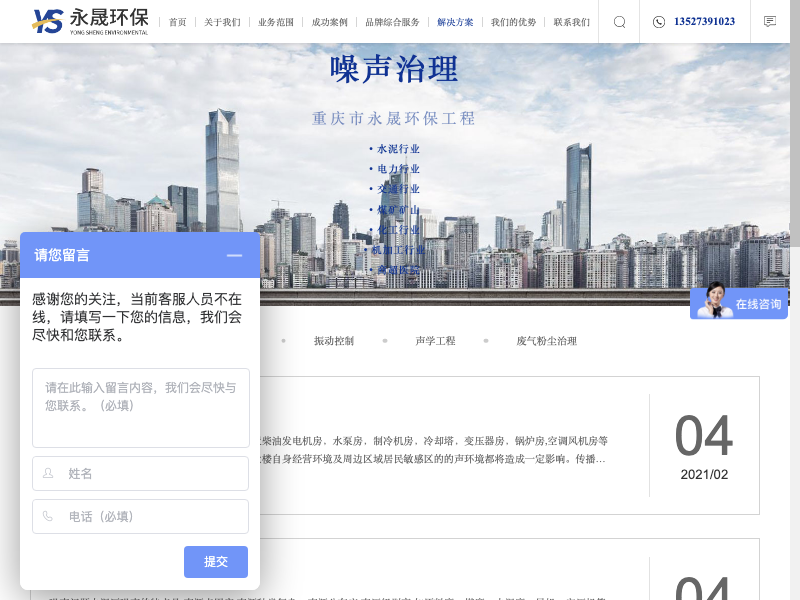 YS 永晟环保
YONG SHENG ENVIRONMENTAL
首页 关于我们 业务范围 成功案例 品牌综合服务 解决方案 我们的优势 联系我们 13527391023
噪声治理
重庆市永晟环保工程
• 水泥行业
• 电力行业
• 交通行业
• 煤矿矿山
• 化工行业
• 机加工行业
• 商超医院
请您留言
感谢您的关注，当前客服人员不在
线，请填写一下您的信息，我们会
尽快和您联系。
请在此输入留言内容，我们会尽快与
您联系。（必填）
姓名
电话（必填）
提交
在线咨询
振动控制 声学工程 废气粉尘治理
柴油发电机房、水泵房、制冷机房、冷却塔、变压器房、锅炉房,空调风机房等
楼自身经营环境及周边区域居民敏感区的的声环境都将造成一定影响。传播...
04
2021/02
04